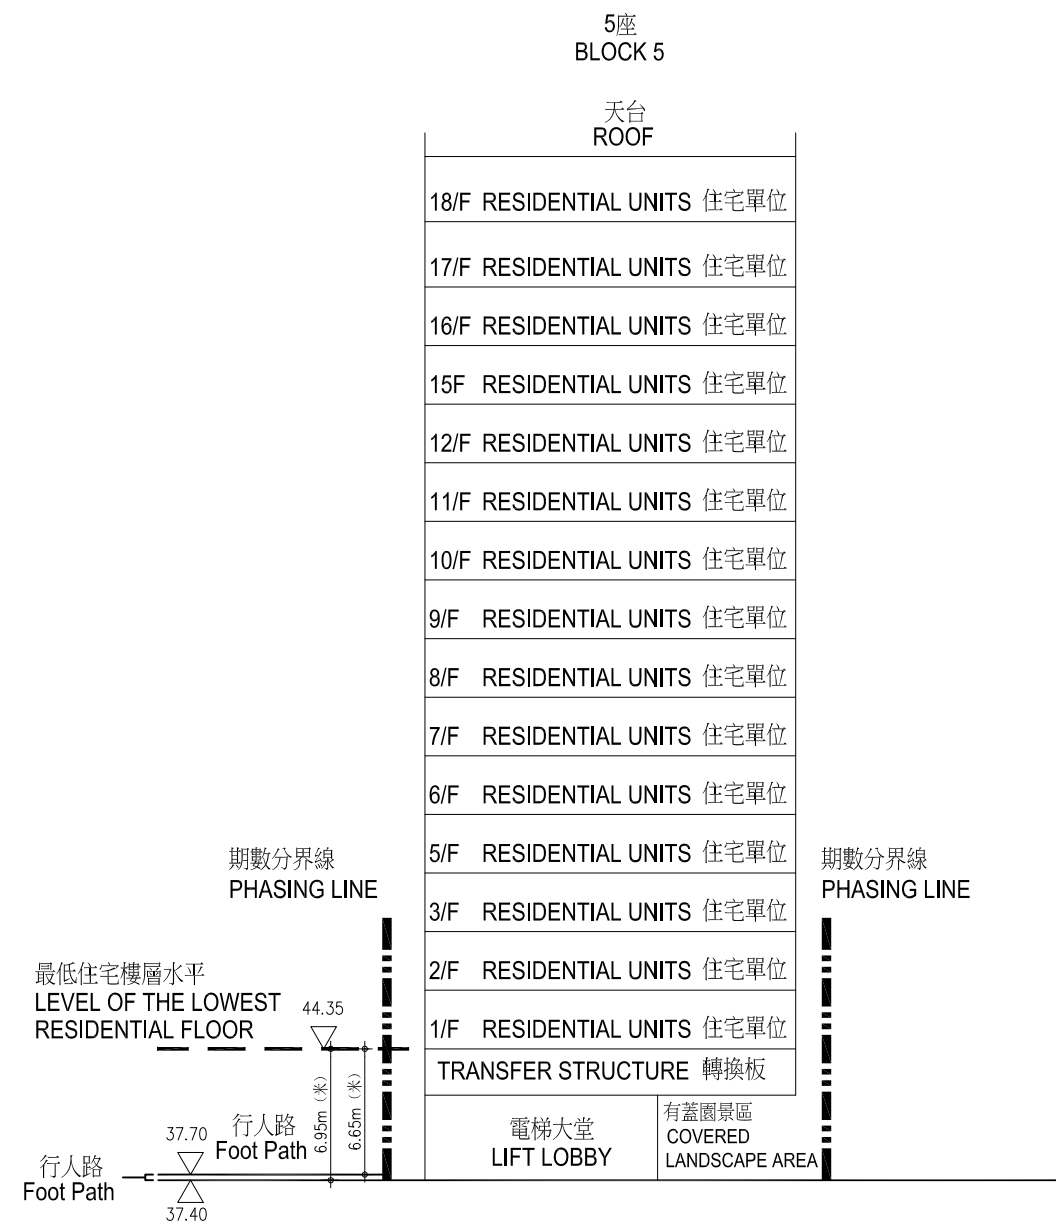 5座
BLOCK 5
天台
ROOF
18/F RESIDENTIAL UNITS 住宅單位
17/F RESIDENTIAL UNITS 住宅單位
16/F RESIDENTIAL UNITS 住宅單位
15F RESIDENTIAL UNITS 住宅單位
12/F RESIDENTIAL UNITS 住宅單位
11/F RESIDENTIAL UNITS 住宅單位
10/F RESIDENTIAL UNITS 住宅單位
9/F RESIDENTIAL UNITS 住宅單位
8/F RESIDENTIAL UNITS 住宅單位
7/F RESIDENTIAL UNITS 住宅單位
6/F RESIDENTIAL UNITS 住宅單位
5/F RESIDENTIAL UNITS 住宅單位
3/F RESIDENTIAL UNITS 住宅單位
2/F RESIDENTIAL UNITS 住宅單位
1/F RESIDENTIAL UNITS 住宅單位
TRANSFER STRUCTURE 轉換板
電梯大堂
LIFT LOBBY
有蓋園景區
COVERED
LANDSCAPE AREA
期數分界線
PHASING LINE
期數分界線
PHASING LINE
最低住宅樓層水平
LEVEL OF THE LOWEST
RESIDENTIAL FLOOR
44.35
6.95m (米)
6.65m (米)
37.70
行人路
Foot Path
行人路
Foot Path
37.40